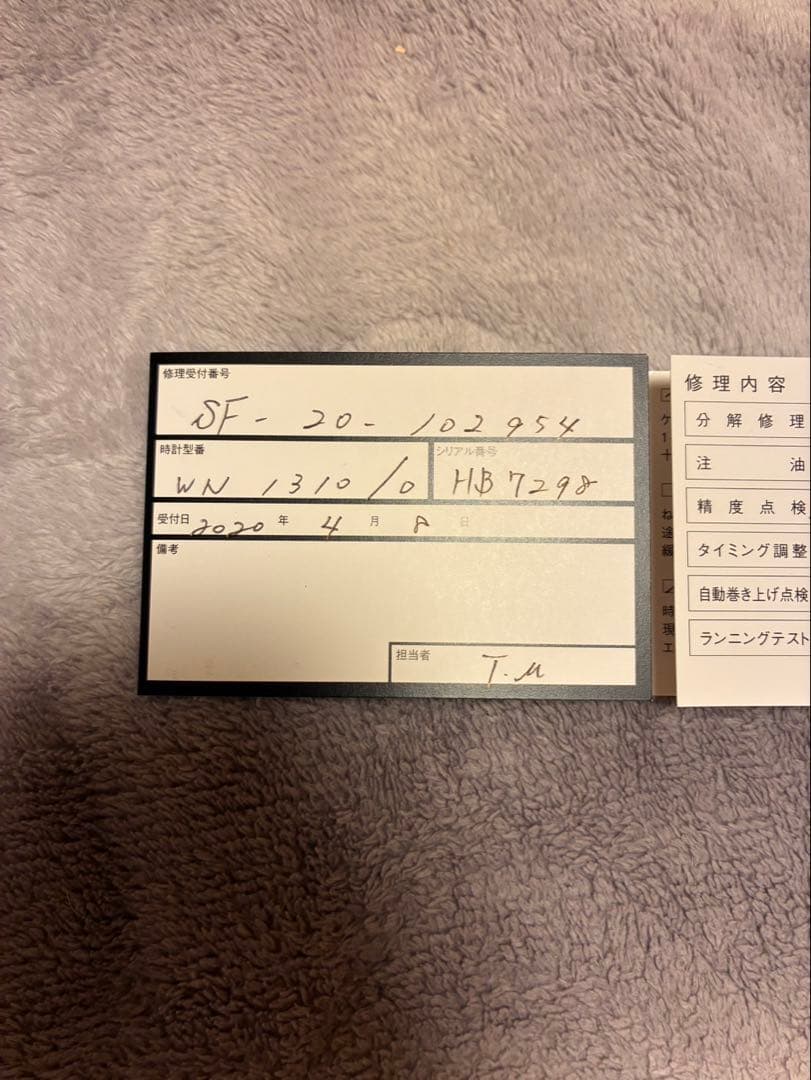 修理受付番号
SF - 20 - 102954
時計型番
WN 1310/0
シリアル番号
HB7298
受付日 2020 年 4 月 8 日
備考
担当者
T.M
修理内容
分解修理
注油
精度点検
タイミング調整
自動巻き上げ点検
ランニングテスト